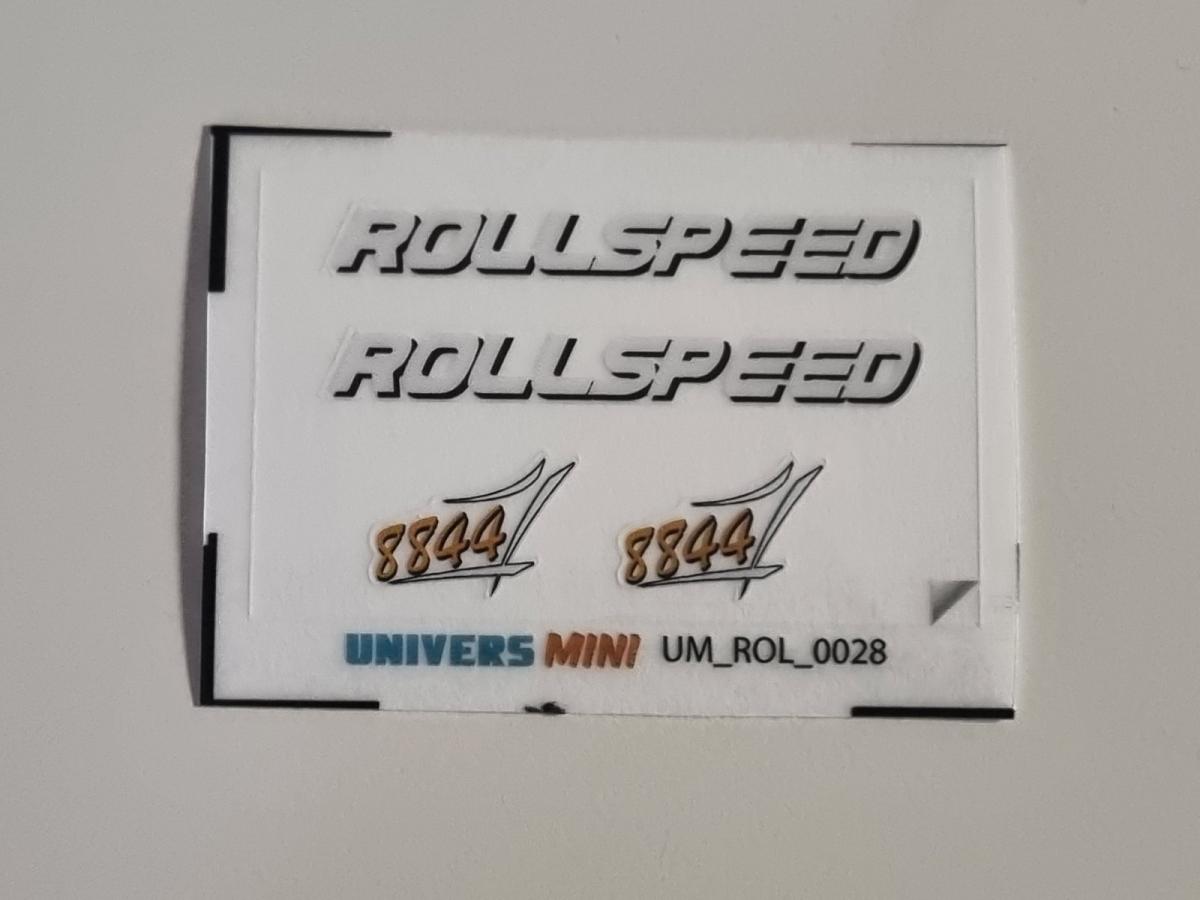 ROLLSPEED
ROLLSPEED
8844 8844
UNIVERS MINI UM_ROL_0028